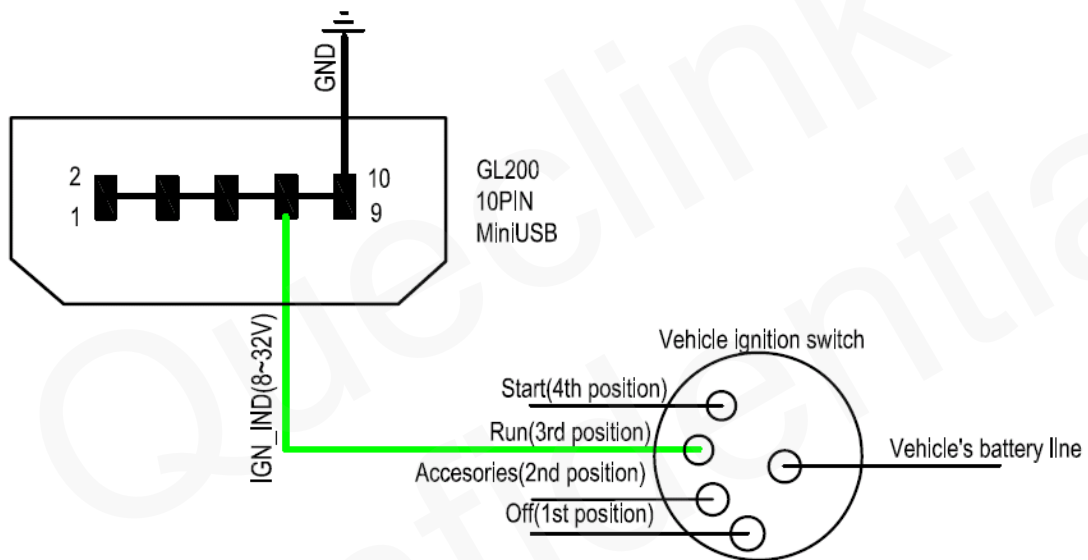 GND
2
1
10
9
GL200
10PIN
MiniUSB
IGN_IND(8~32V)
Vehicle ignition switch
Start(4th position)
Run(3rd position)
Accesories(2nd position)
Off(1st position)
Vehicle's battery line
Queclink